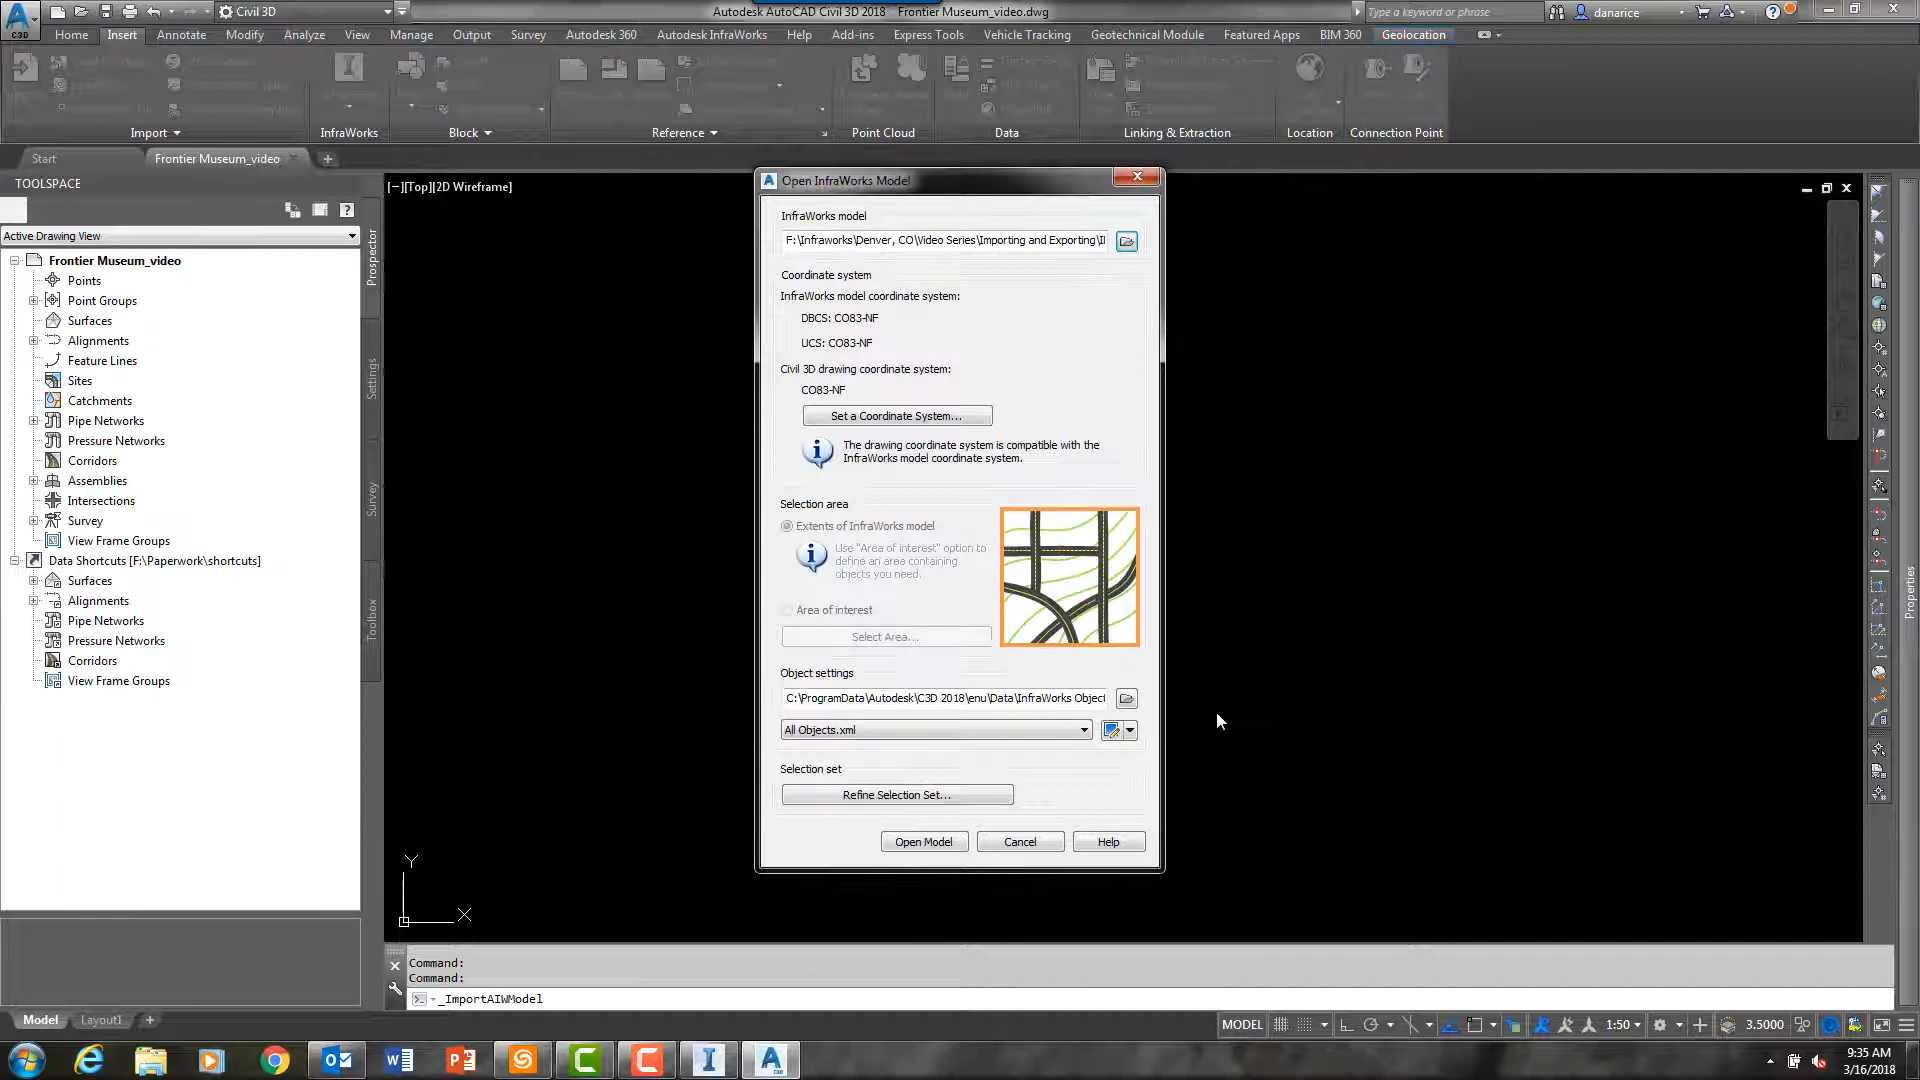 Civil 3D
Autodesk AutoCAD Civil 3D 2018 Frontier Museum_video.dwg
Type a keyword or phrase
danarice
C3D
Home Insert Annotate Modify Analyze View Manage Output Survey Autodesk 360 Autodesk InfraWorks Help Add-ins Express Tools Vehicle Tracking Geotechnical Module Featured Apps BIM 360 Geolocation
Import InfraWorks Block Reference Point Cloud Data Linking & Extraction Location Connection Point
Start Frontier Museum_video
TOOLSPACE
[−][Top][2D Wireframe]
Active Drawing View
Frontier Museum_video
Points
Point Groups
Surfaces
Alignments
Feature Lines
Sites
Catchments
Pipe Networks
Pressure Networks
Corridors
Assemblies
Intersections
Survey
View Frame Groups
Data Shortcuts [F:\Paperwork\shortcuts]
Surfaces
Alignments
Pipe Networks
Pressure Networks
Corridors
View Frame Groups
Prospector
Settings
Survey
Toolbox
Open InfraWorks Model
InfraWorks model
F:\Infraworks\Denver, CO\Video Series\Importing and Exporting\I
Coordinate system
InfraWorks model coordinate system:
DBCS: CO83-NF
UCS: CO83-NF
Civil 3D drawing coordinate system:
CO83-NF
Set a Coordinate System...
The drawing coordinate system is compatible with the
InfraWorks model coordinate system.
Selection area
Extents of InfraWorks model
Use "Area of interest" option to
define an area containing
objects you need.
Area of interest
Select Area...
Object settings
C:\ProgramData\Autodesk\C3D 2018\enu\Data\InfraWorks Object
All Objects.xml
Selection set
Refine Selection Set...
Open Model Cancel Help
Properties
Y
X
Command:
Command:
_ImportAIWModel
Model Layout1
MODEL 1:50 3.5000
9:35 AM
3/16/2018